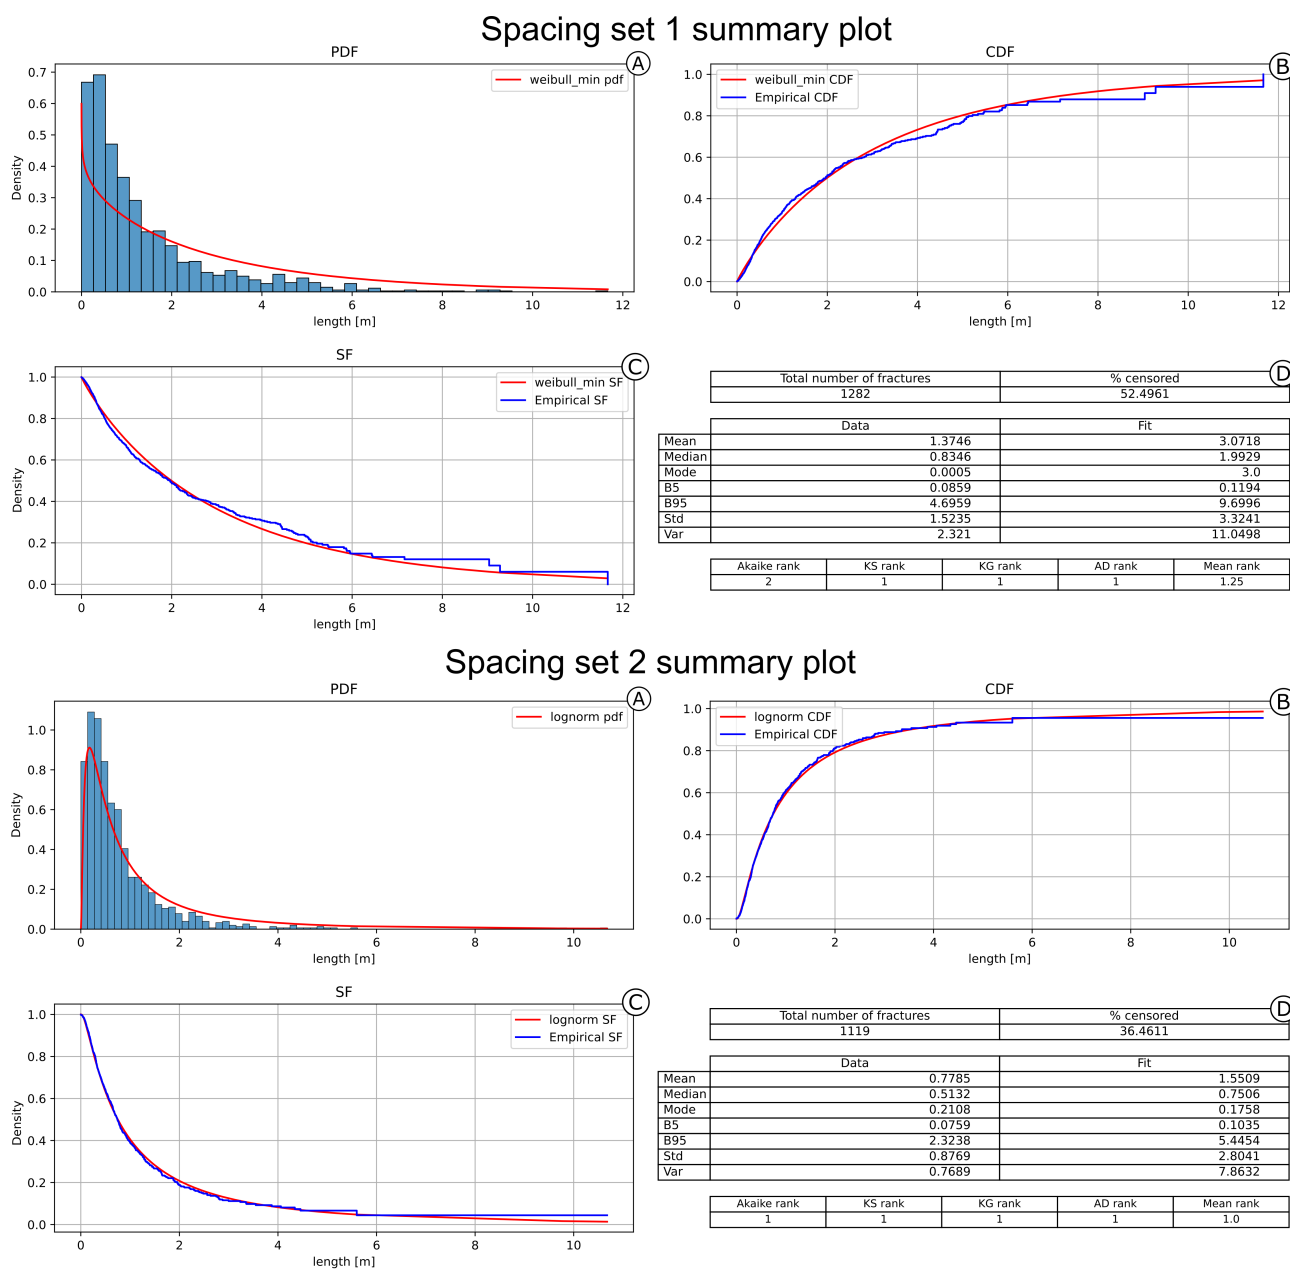 Spacing set 1 summary plot
PDF
A
weibull_min pdf
0.7
0.6
0.5
0.4
0.3
0.2
0.1
0.0
Density
0 2 4 6 8 10 12
length [m]
CDF
B
weibull_min CDF
Empirical CDF
1.0
0.8
0.6
0.4
0.2
0.0
0 2 4 6 8 10 12
length [m]
SF
C
weibull_min SF
Empirical SF
1.0
0.8
0.6
0.4
0.2
0.0
Density
0 2 4 6 8 10 12
length [m]
D
Total number of fractures % censored
1282 52.4961
Data Fit
Mean 1.3746 3.0718
Median 0.8346 1.9929
Mode 0.0005 3.0
B5 0.0859 0.1194
B95 4.6959 9.6996
Std 1.5235 3.3241
Var 2.321 11.0498
Akaike rank KS rank KG rank AD rank Mean rank
2 1 1 1 1.25
Spacing set 2 summary plot
PDF
A
lognorm pdf
1.0
0.8
0.6
0.4
0.2
0.0
Density
0 2 4 6 8 10
length [m]
CDF
B
lognorm CDF
Empirical CDF
1.0
0.8
0.6
0.4
0.2
0.0
0 2 4 6 8 10
length [m]
SF
C
lognorm SF
Empirical SF
1.0
0.8
0.6
0.4
0.2
0.0
Density
0 2 4 6 8 10
length [m]
D
Total number of fractures % censored
1119 36.4611
Data Fit
Mean 0.7785 1.5509
Median 0.5132 0.7506
Mode 0.2108 0.1758
B5 0.0759 0.1035
B95 2.3238 5.4454
Std 0.8769 2.8041
Var 0.7689 7.8632
Akaike rank KS rank KG rank AD rank Mean rank
1 1 1 1 1.0